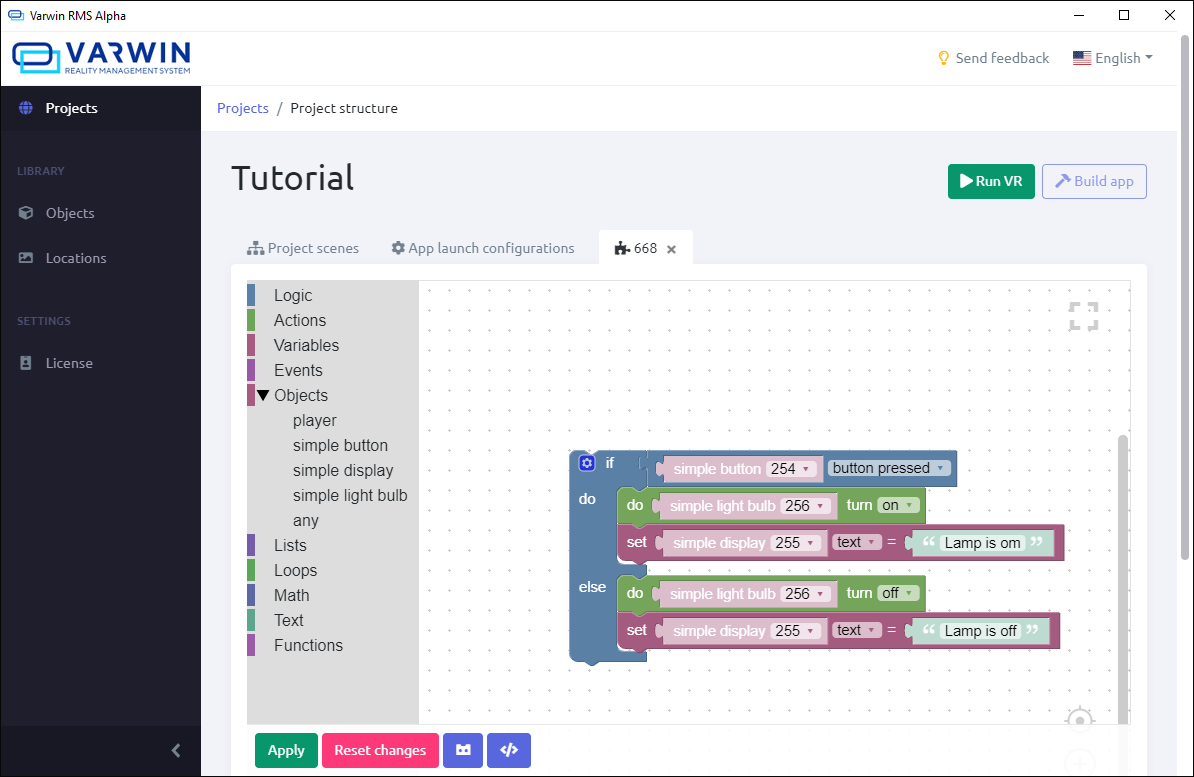 Varwin RMS Alpha
VARWIN
REALITY MANAGEMENT SYSTEM
Send feedback
English
Projects
Projects / Project structure
LIBRARY
Objects
Locations
SETTINGS
License
Tutorial
Run VR
Build app
Project scenes
App launch configurations
668
Logic
Actions
Variables
Events
Objects
player
simple button
simple display
simple light bulb
any
Lists
Loops
Math
Text
Functions
if simple button 254 button pressed
do do simple light bulb 256 turn on
set simple display 255 text = “ Lamp is om ”
else do simple light bulb 256 turn off
set simple display 255 text = “ Lamp is off ”
Apply
Reset changes